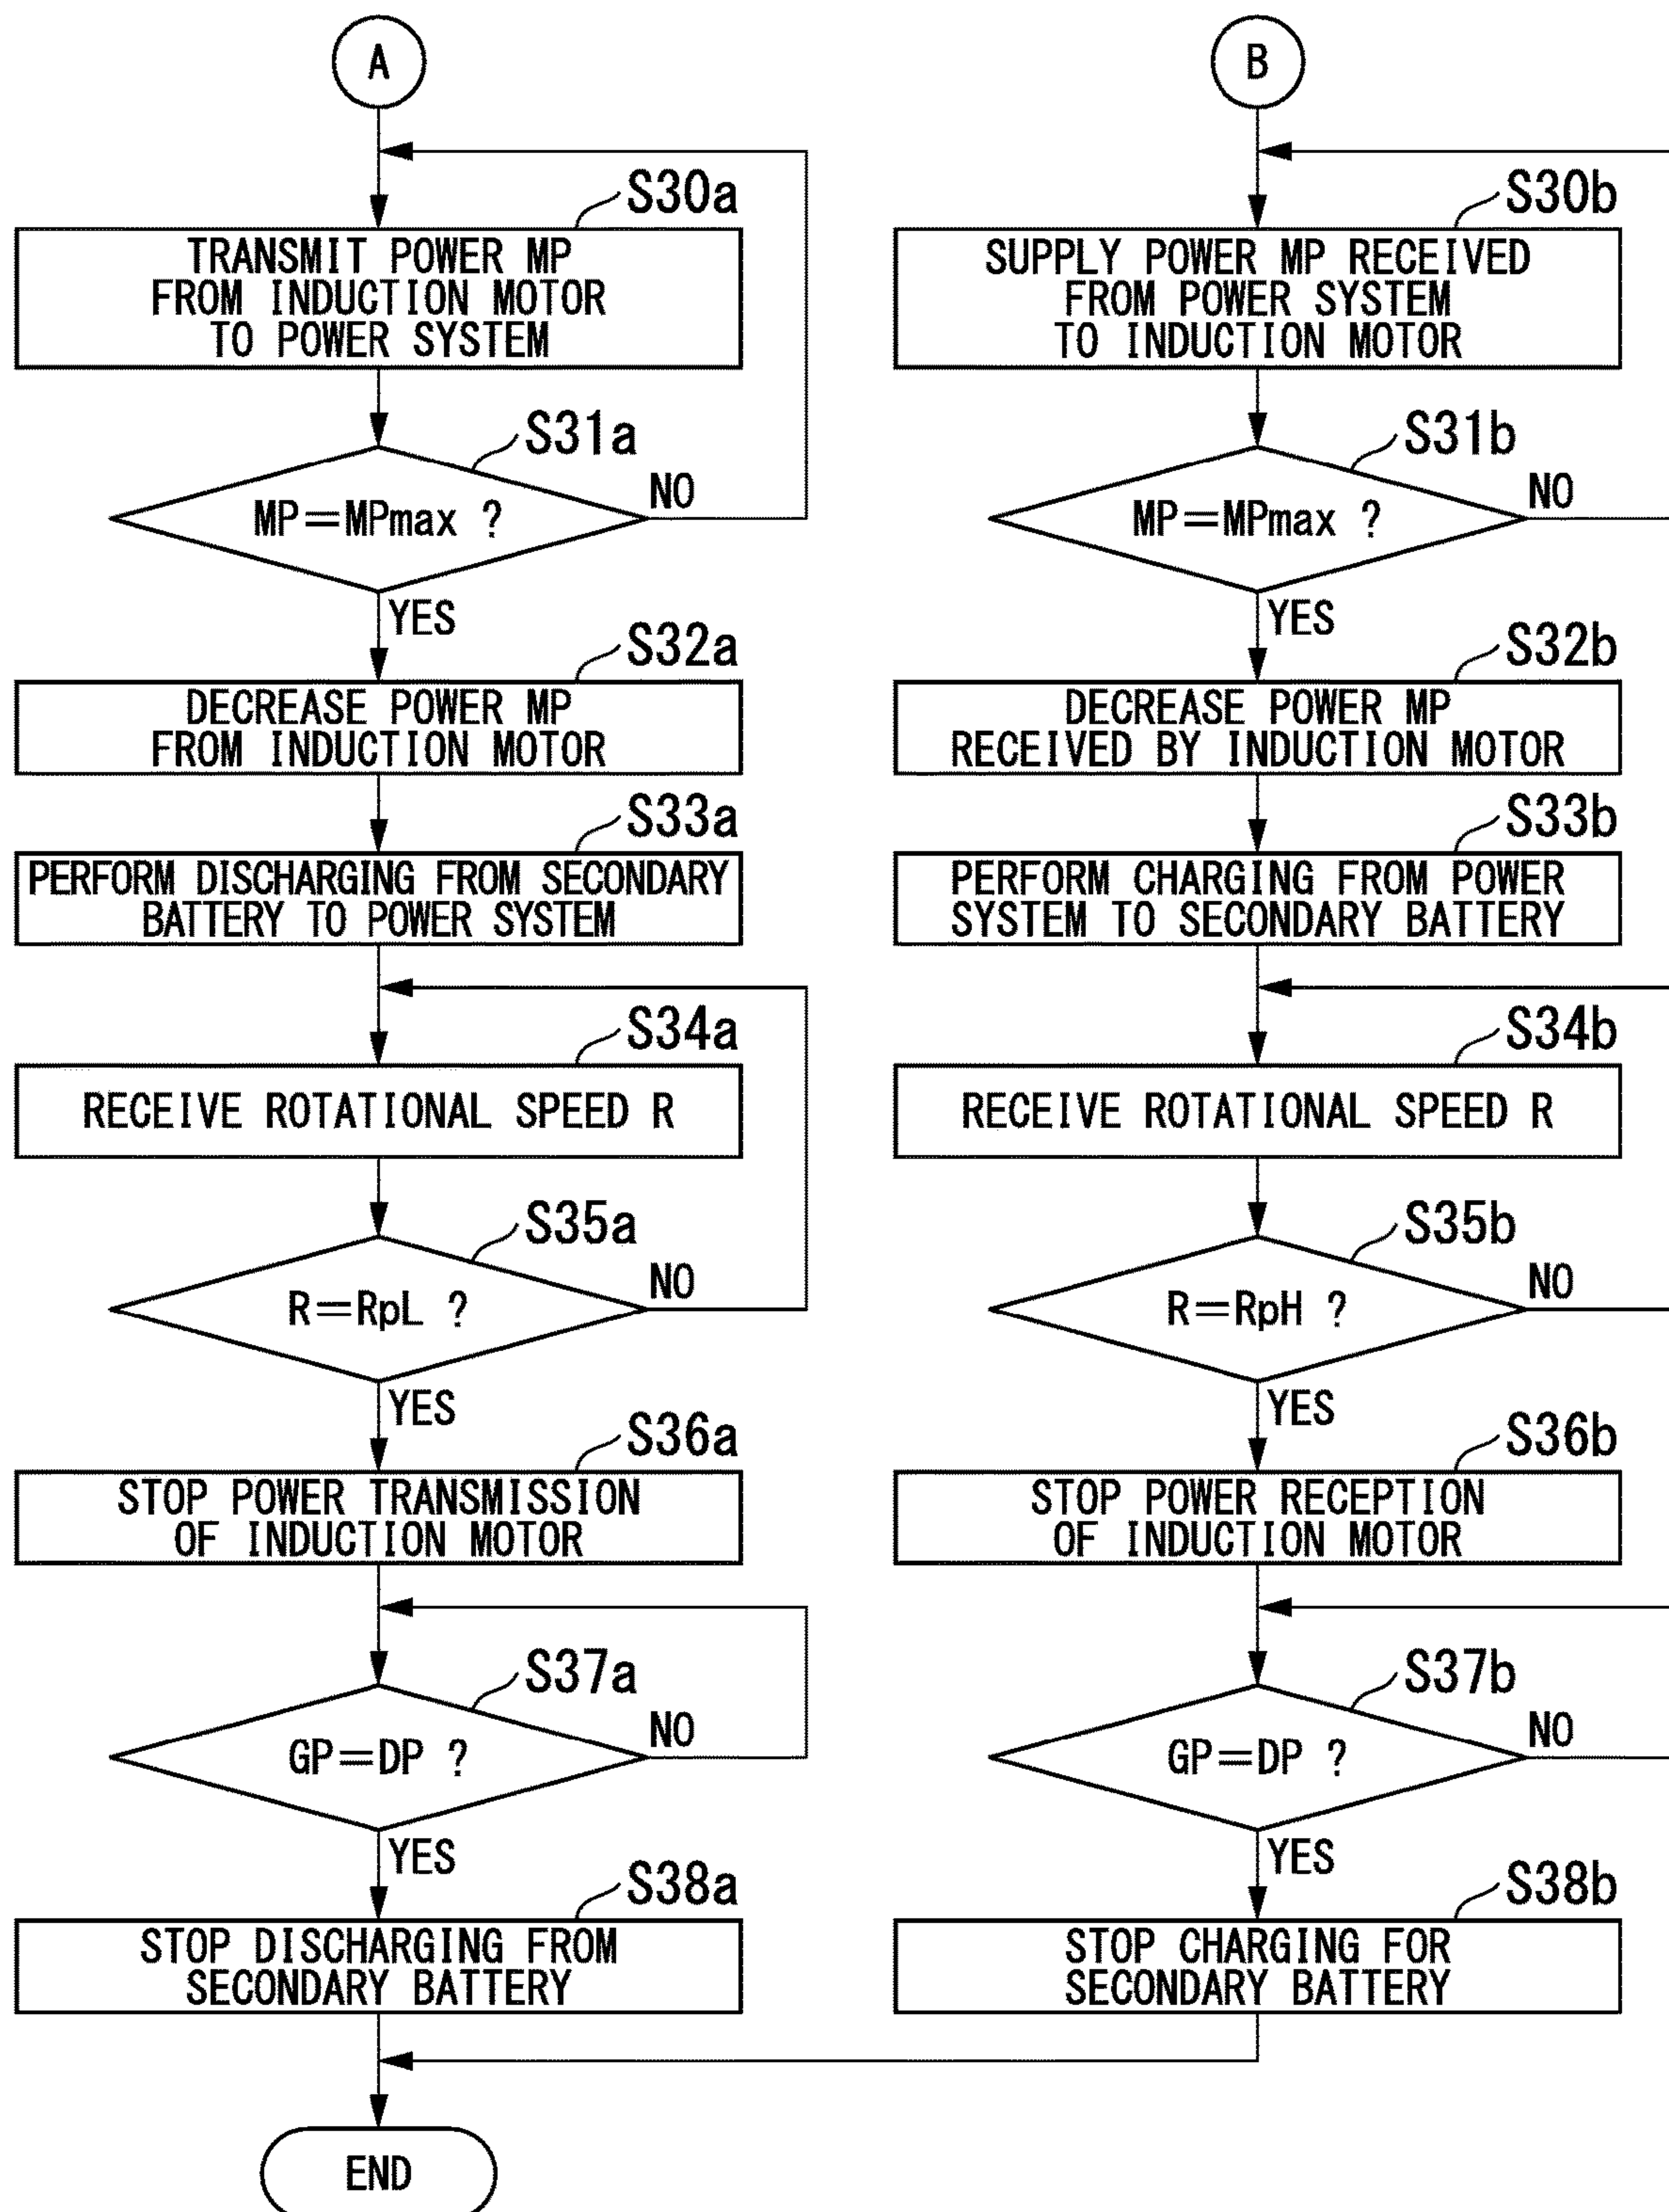 A
S30a
TRANSMIT POWER MP
FROM INDUCTION MOTOR
TO POWER SYSTEM
S31a
MP=MPmax ?
NO
YES
S32a
DECREASE POWER MP
FROM INDUCTION MOTOR
S33a
PERFORM DISCHARGING FROM SECONDARY
BATTERY TO POWER SYSTEM
S34a
RECEIVE ROTATIONAL SPEED R
S35a
R=RpL ?
NO
YES
S36a
STOP POWER TRANSMISSION
OF INDUCTION MOTOR
S37a
GP=DP ?
NO
YES
S38a
STOP DISCHARGING FROM
SECONDARY BATTERY
END
B
S30b
SUPPLY POWER MP RECEIVED
FROM POWER SYSTEM
TO INDUCTION MOTOR
S31b
MP=MPmax ?
NO
YES
S32b
DECREASE POWER MP
RECEIVED BY INDUCTION MOTOR
S33b
PERFORM CHARGING FROM POWER
SYSTEM TO SECONDARY BATTERY
S34b
RECEIVE ROTATIONAL SPEED R
S35b
R=RpH ?
NO
YES
S36b
STOP POWER RECEPTION
OF INDUCTION MOTOR
S37b
GP=DP ?
NO
YES
S38b
STOP CHARGING FOR
SECONDARY BATTERY